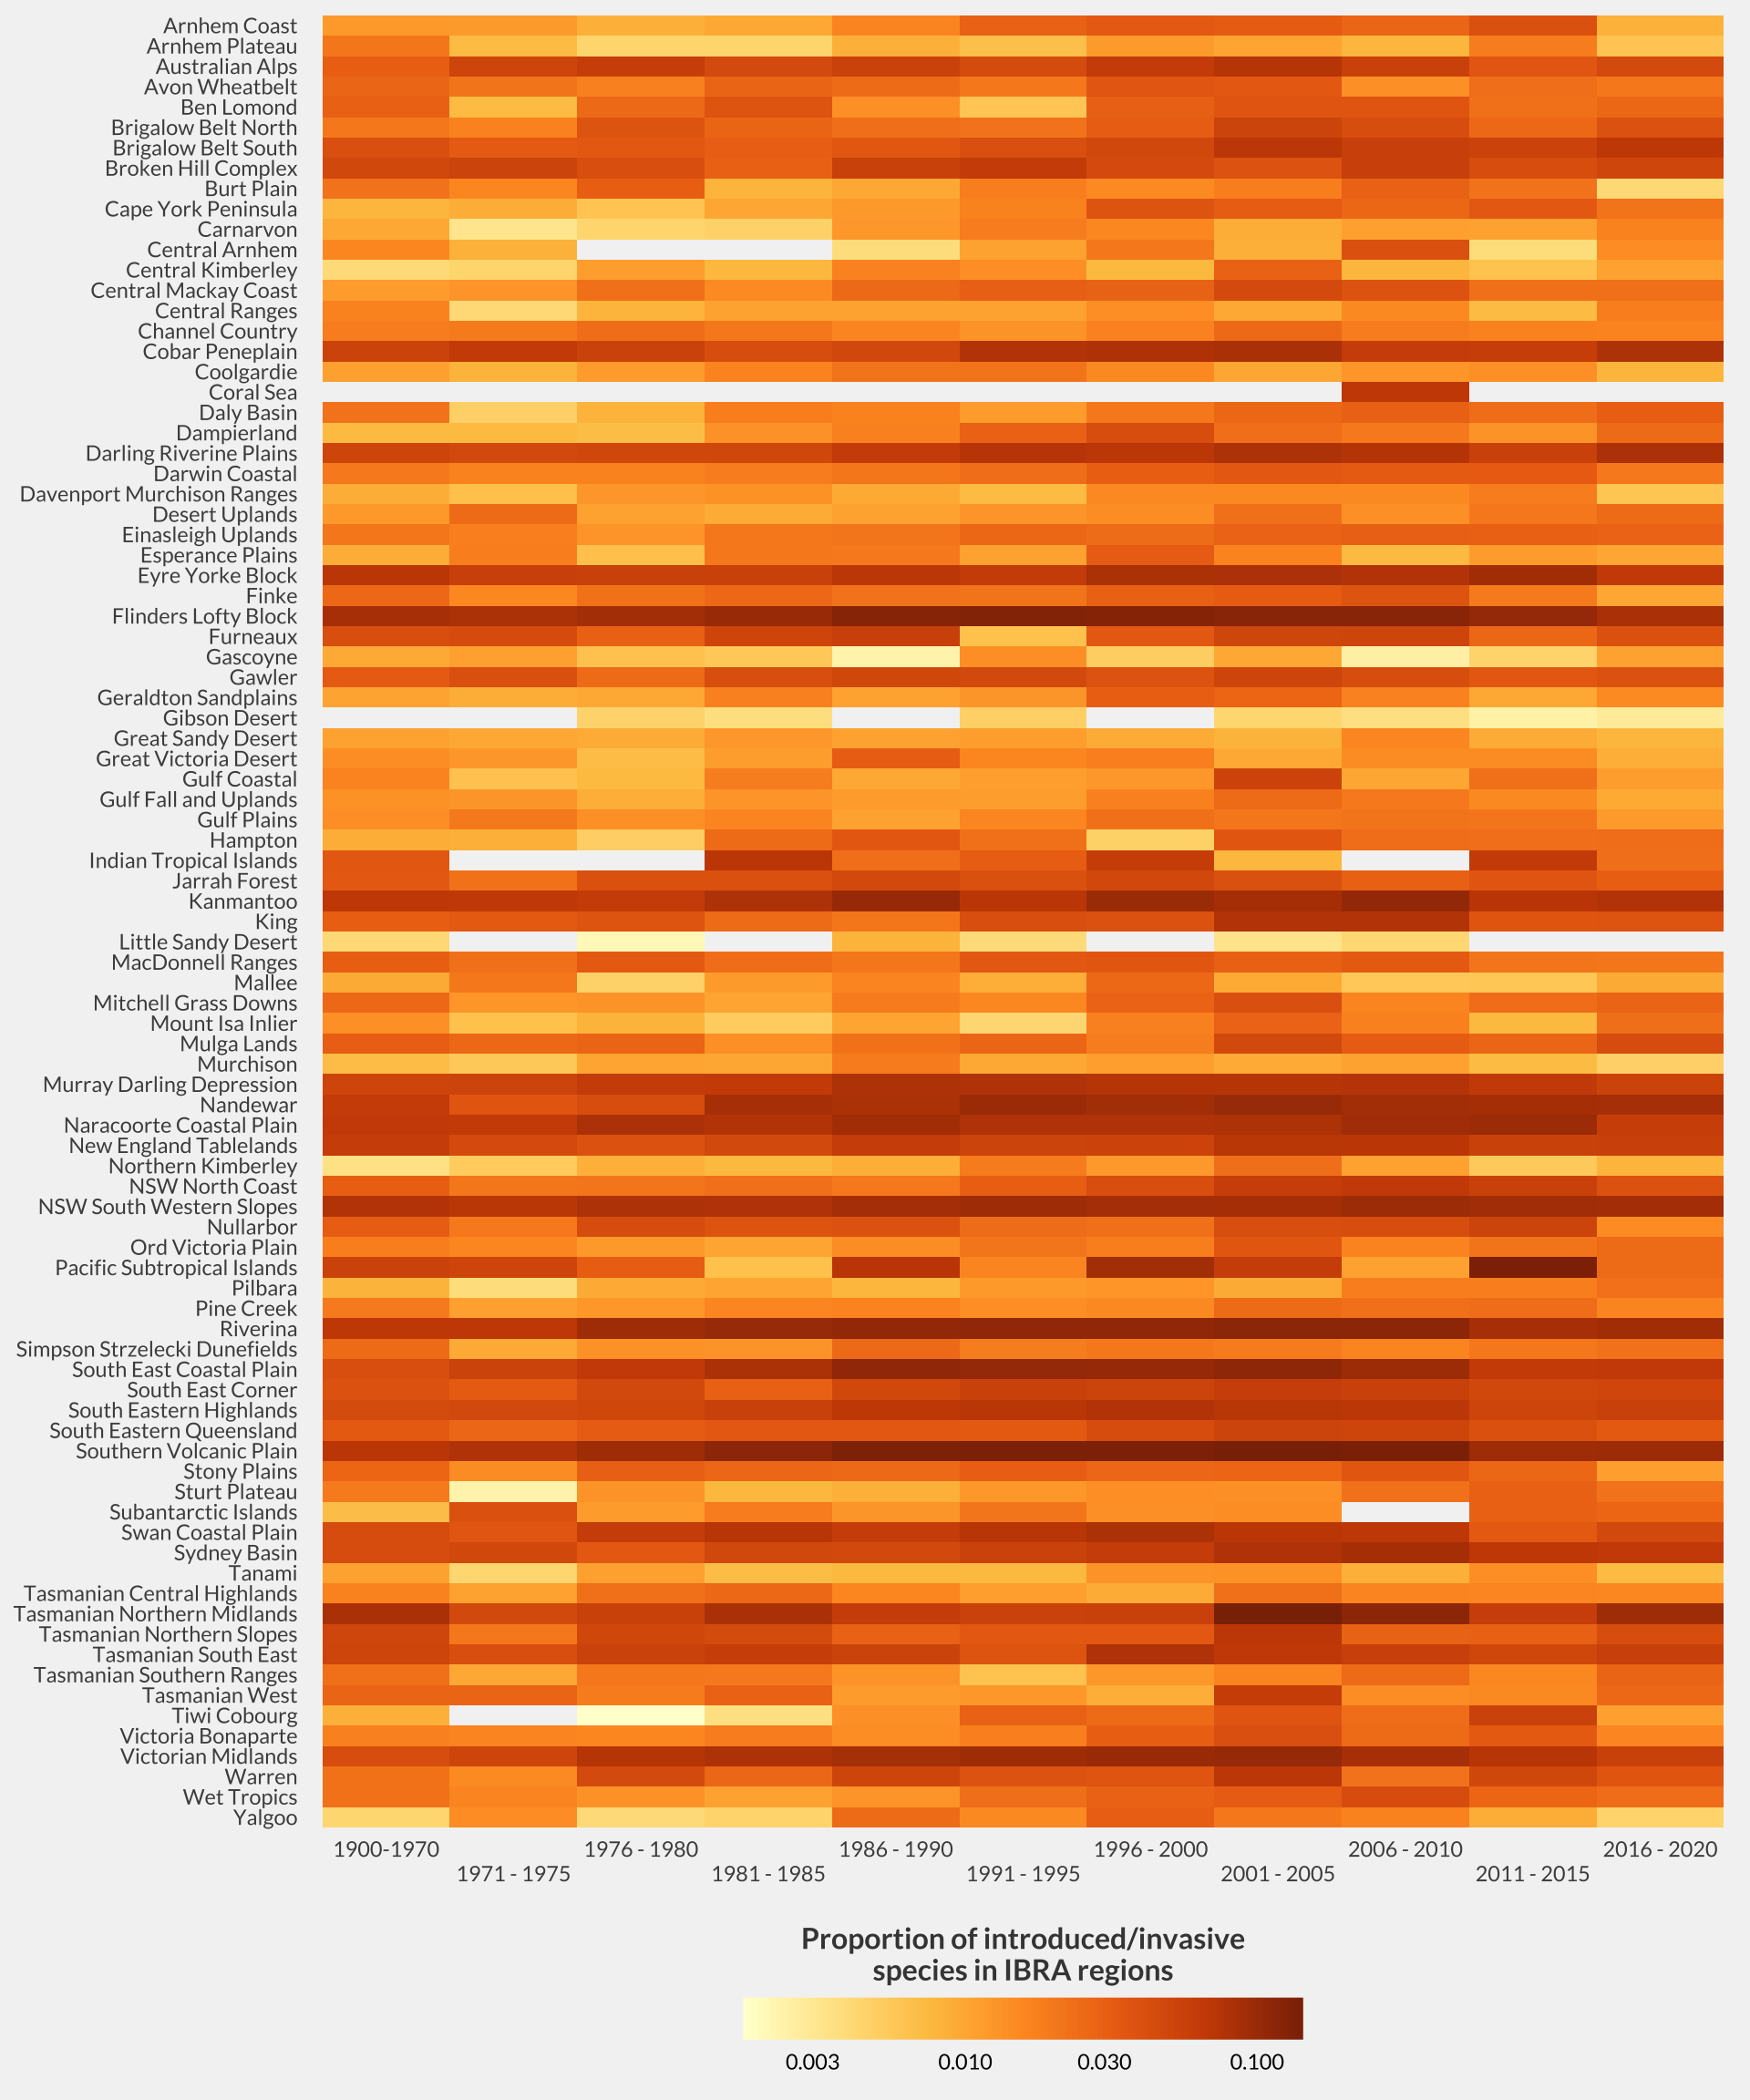 Arnhem Coast
Arnhem Plateau
Australian Alps
Avon Wheatbelt
Ben Lomond
Brigalow Belt North
Brigalow Belt South
Broken Hill Complex
Burt Plain
Cape York Peninsula
Carnarvon
Central Arnhem
Central Kimberley
Central Mackay Coast
Central Ranges
Channel Country
Cobar Peneplain
Coolgardie
Coral Sea
Daly Basin
Dampierland
Darling Riverine Plains
Darwin Coastal
Davenport Murchison Ranges
Desert Uplands
Einasleigh Uplands
Esperance Plains
Eyre Yorke Block
Finke
Flinders Lofty Block
Furneaux
Gascoyne
Gawler
Geraldton Sandplains
Gibson Desert
Great Sandy Desert
Great Victoria Desert
Gulf Coastal
Gulf Fall and Uplands
Gulf Plains
Hampton
Indian Tropical Islands
Jarrah Forest
Kanmantoo
King
Little Sandy Desert
MacDonnell Ranges
Mallee
Mitchell Grass Downs
Mount Isa Inlier
Mulga Lands
Murchison
Murray Darling Depression
Nandewar
Naracoorte Coastal Plain
New England Tablelands
Northern Kimberley
NSW North Coast
NSW South Western Slopes
Nullarbor
Ord Victoria Plain
Pacific Subtropical Islands
Pilbara
Pine Creek
Riverina
Simpson Strzelecki Dunefields
South East Coastal Plain
South East Corner
South Eastern Highlands
South Eastern Queensland
Southern Volcanic Plain
Stony Plains
Sturt Plateau
Subantarctic Islands
Swan Coastal Plain
Sydney Basin
Tanami
Tasmanian Central Highlands
Tasmanian Northern Midlands
Tasmanian Northern Slopes
Tasmanian South East
Tasmanian Southern Ranges
Tasmanian West
Tiwi Cobourg
Victoria Bonaparte
Victorian Midlands
Warren
Wet Tropics
Yalgoo
1900-1970 1976 - 1980 1986 - 1990 1996 - 2000 2006 - 2010 2016 - 2020
1971 - 1975 1981 - 1985 1991 - 1995 2001 - 2005 2011 - 2015
Proportion of introduced/invasive
species in IBRA regions
0.003 0.010 0.030 0.100